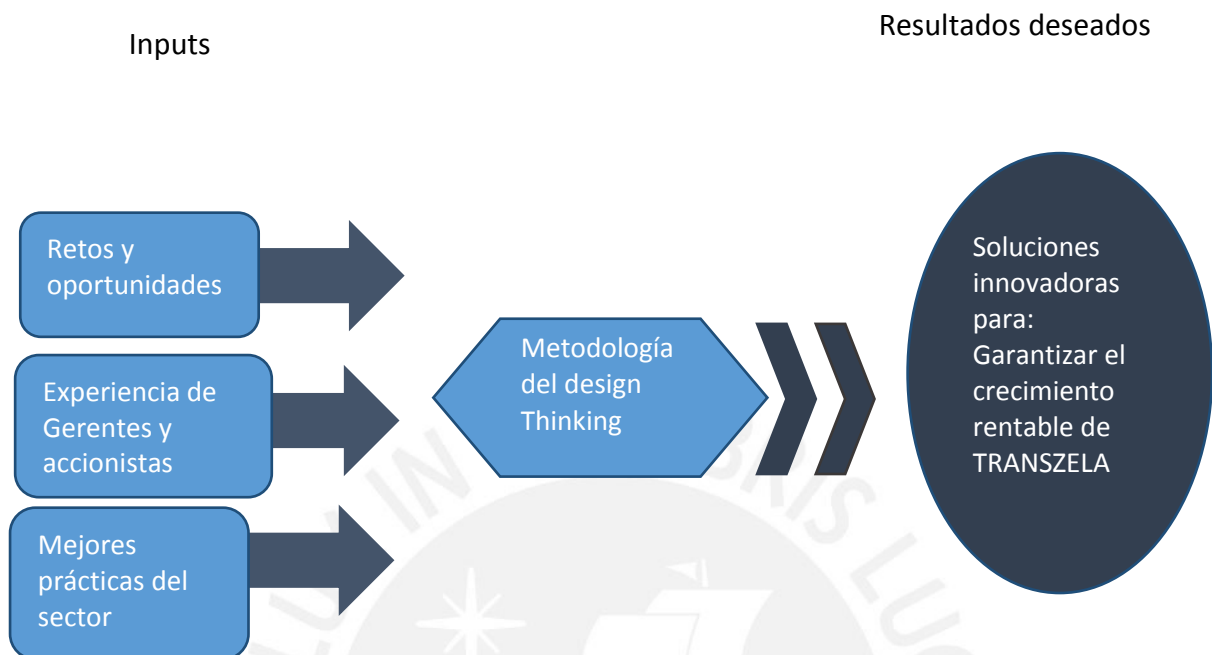 Inputs
Resultados deseados
Retos y
oportunidades
Experiencia de
Gerentes y
accionistas
Mejores
prácticas del
sector
Metodología
del design
Thinking
Soluciones
innovadoras
para:
Garantizar el
crecimiento
rentable de
TRANSZELA